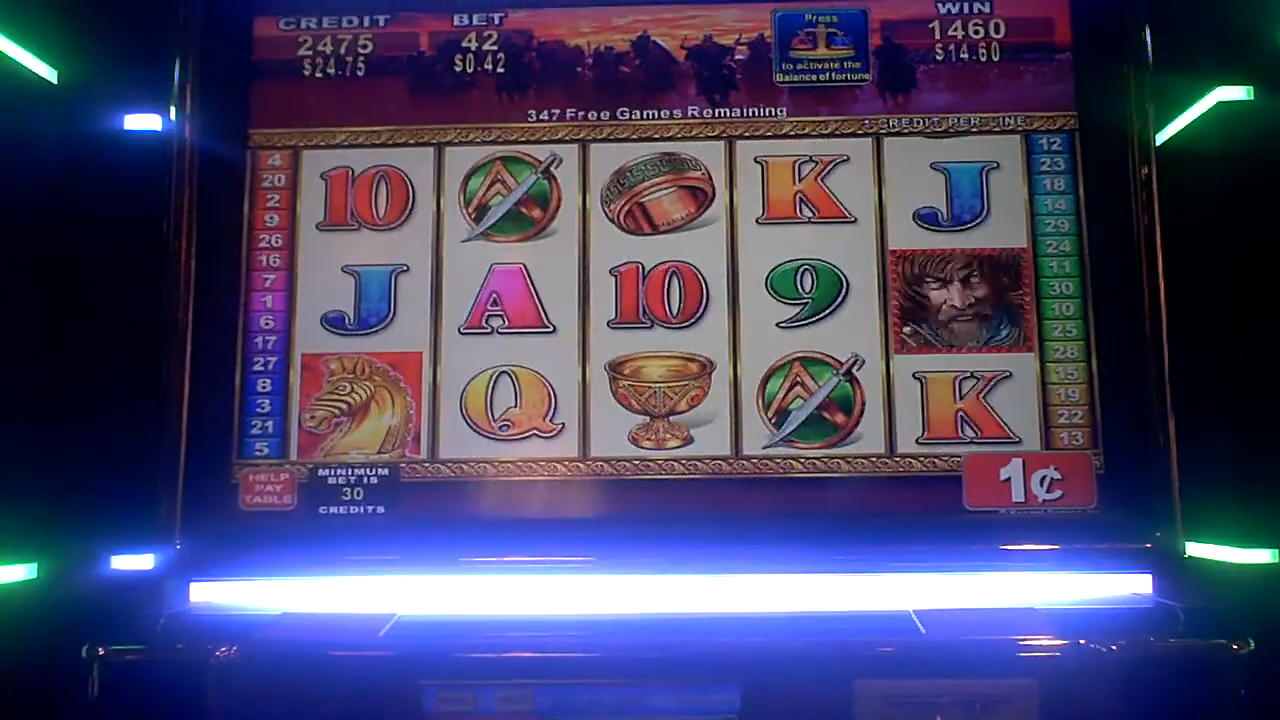 CREDIT
2475
$24.75
BET
42
$0.42
Press
to activate the
Balance of fortune
WIN
1460
$14.60
347 Free Games Remaining
1 CREDIT PER LINE
4
20
2
9
26
16
7
1
6
17
27
8
3
21
5
10
K
J
J
A
10
9
Q
K
12
23
18
14
29
24
11
30
10
25
28
15
19
22
13
HELP
PAY
TABLE
MINIMUM
BET IS
30
CREDITS
1¢